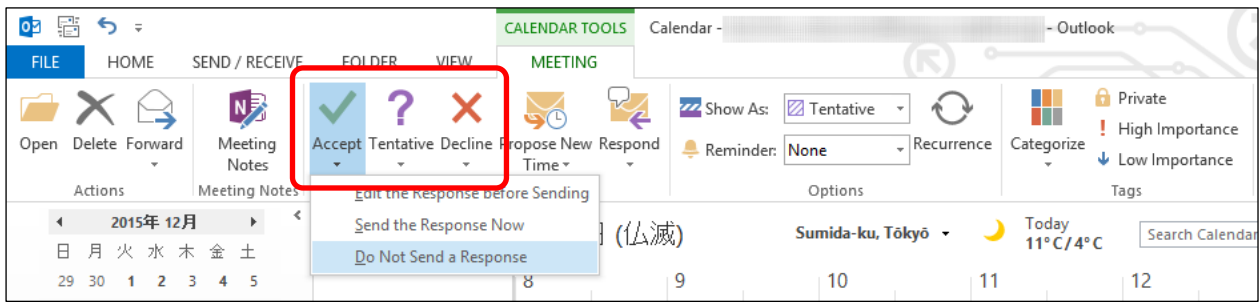 CALENDAR TOOLS Calendar - - Outlook
FILE HOME SEND / RECEIVE FOLDER VIEW MEETING
Open Delete Forward
Meeting Notes
Accept Tentative Decline
Propose New Time
Respond
Show As: Tentative
Reminder: None
Recurrence
Categorize
Private
High Importance
Low Importance
Actions Meeting Notes Options Tags
Edit the Response before Sending
Send the Response Now
Do Not Send a Response
2015年 12月
日 月 火 水 木 金 土
29 30 1 2 3 4 5
(仏滅)
Sumida-ku, Tōkyō
Today
11° C / 4° C
Search Calendar
8 9 10 11 12